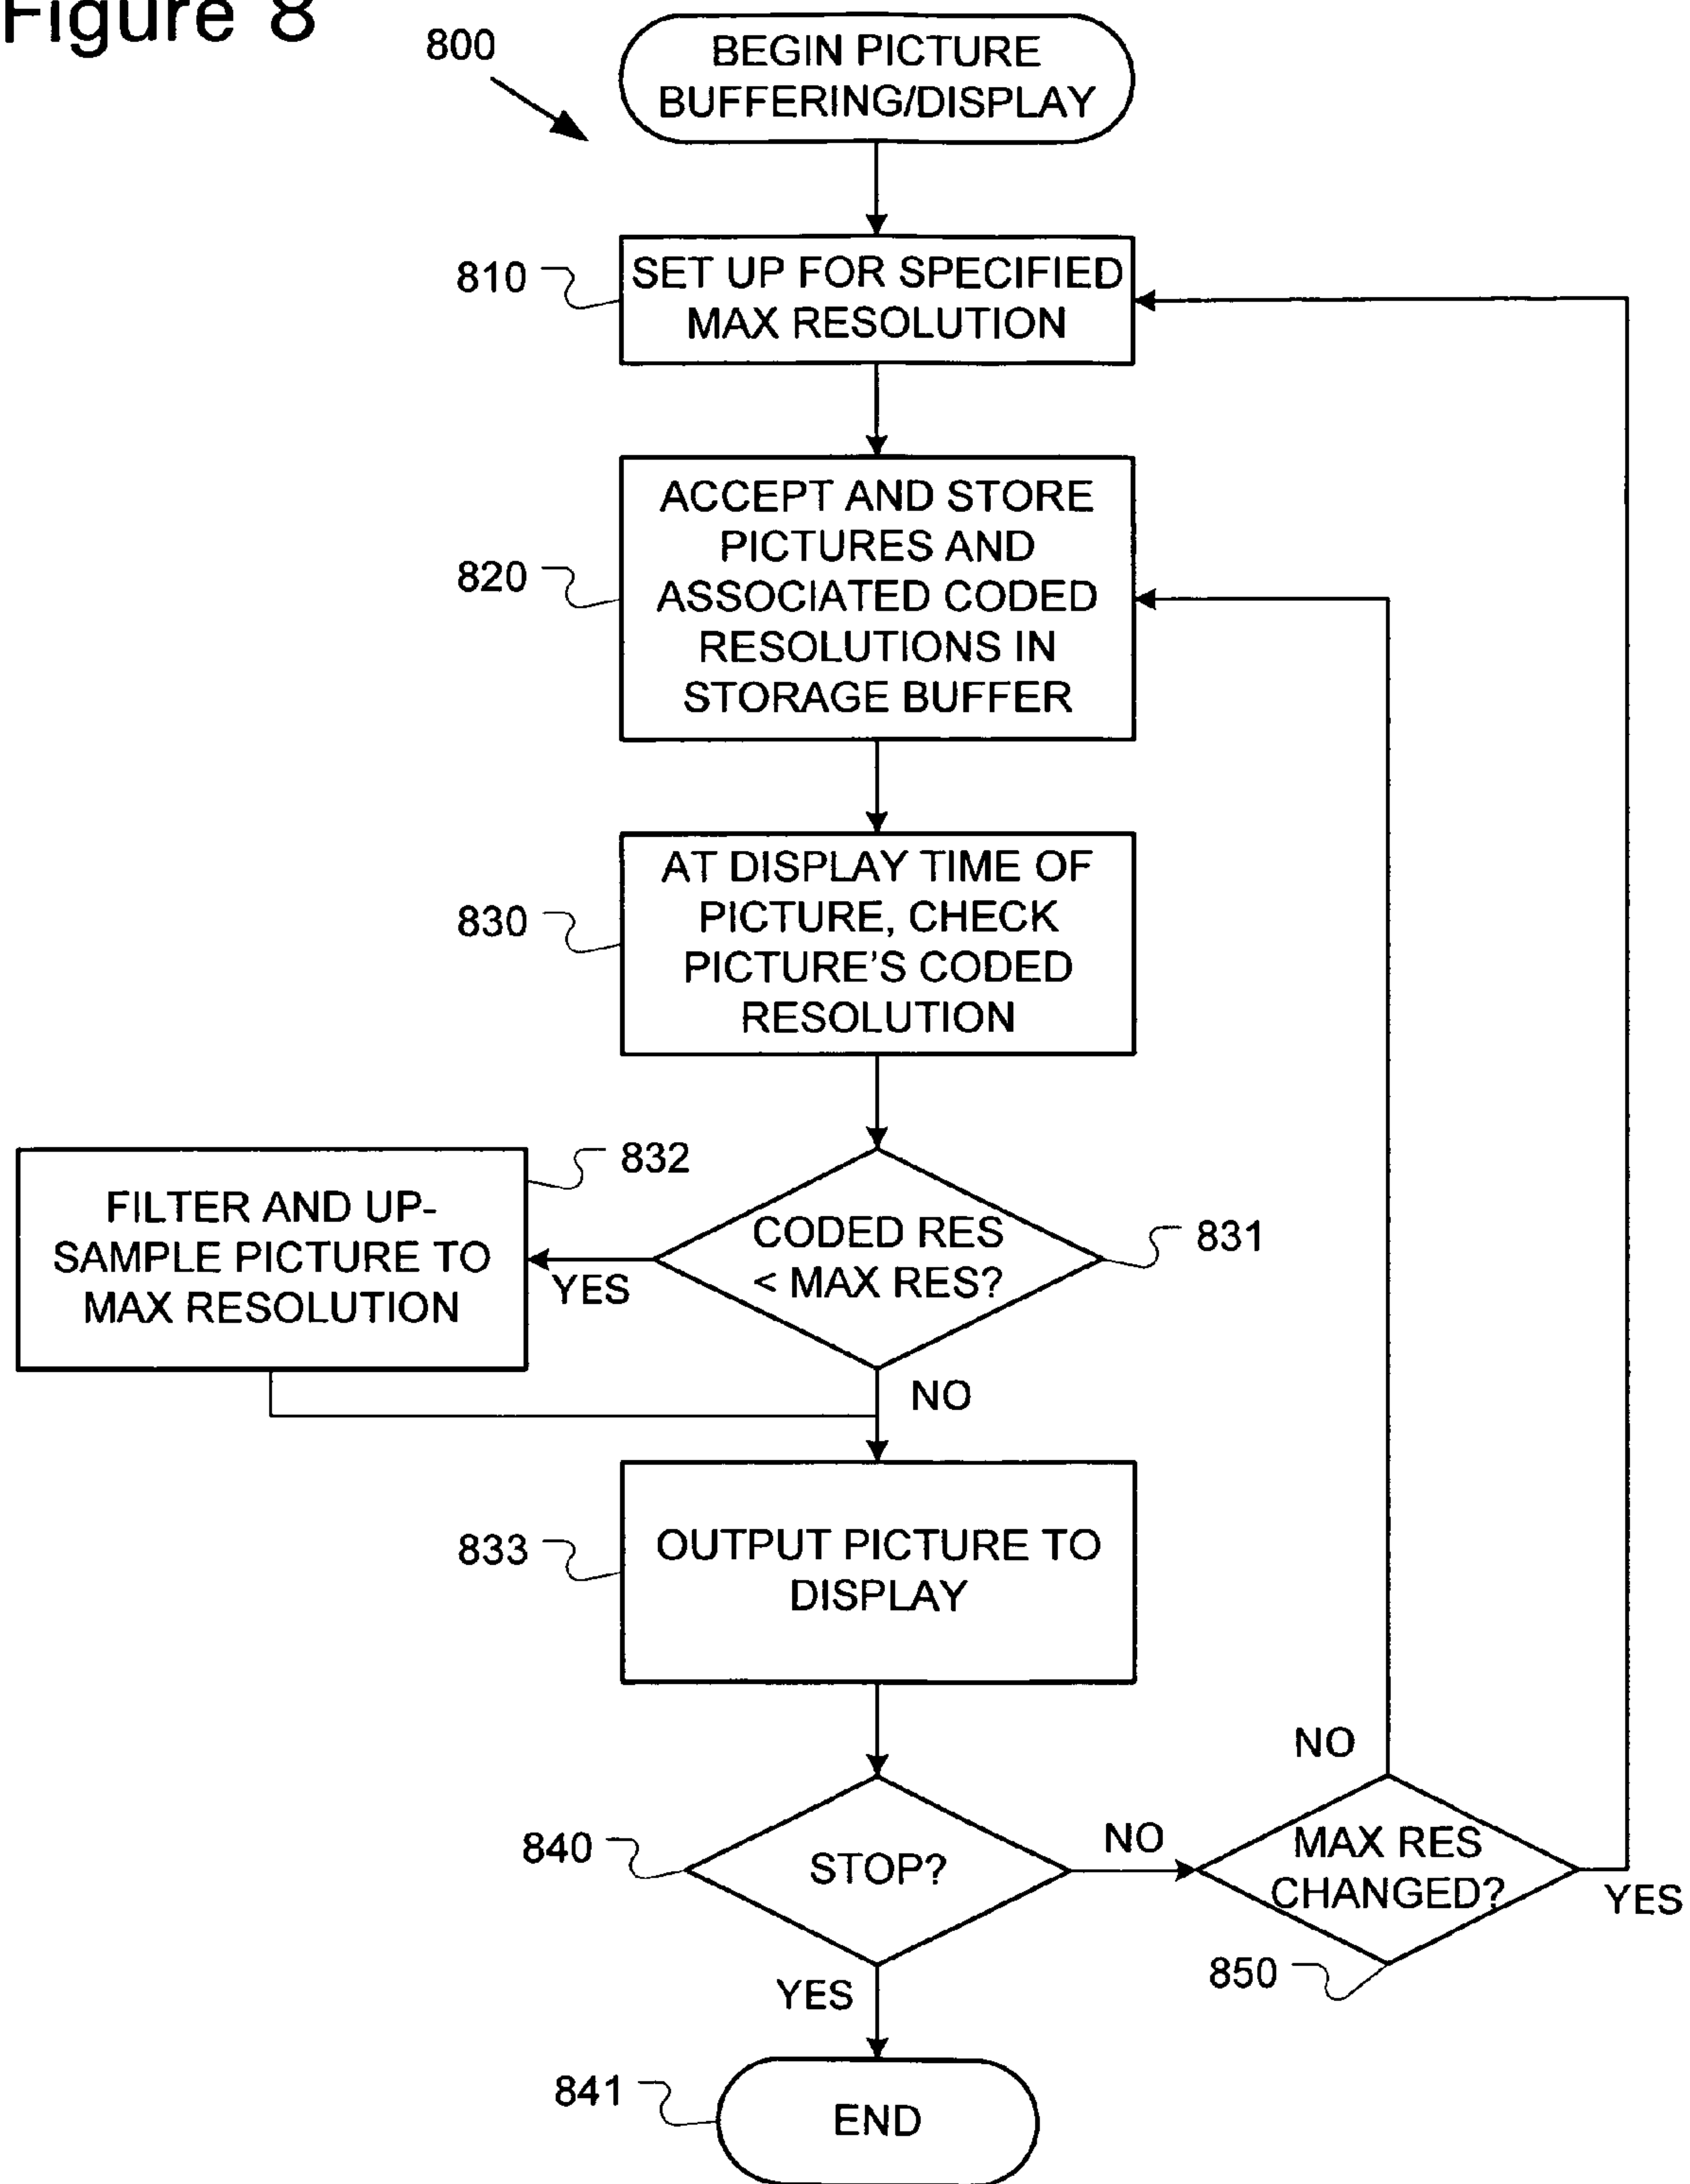 Figure 8
800
BEGIN PICTURE
BUFFERING/DISPLAY
810
SET UP FOR SPECIFIED
MAX RESOLUTION
820
ACCEPT AND STORE
PICTURES AND
ASSOCIATED CODED
RESOLUTIONS IN
STORAGE BUFFER
830
AT DISPLAY TIME OF
PICTURE, CHECK
PICTURE'S CODED
RESOLUTION
832
FILTER AND UP-
SAMPLE PICTURE TO
MAX RESOLUTION
YES
CODED RES
< MAX RES?
831
NO
833
OUTPUT PICTURE TO
DISPLAY
840
STOP?
NO
MAX RES
CHANGED?
NO
YES
850
YES
841
END